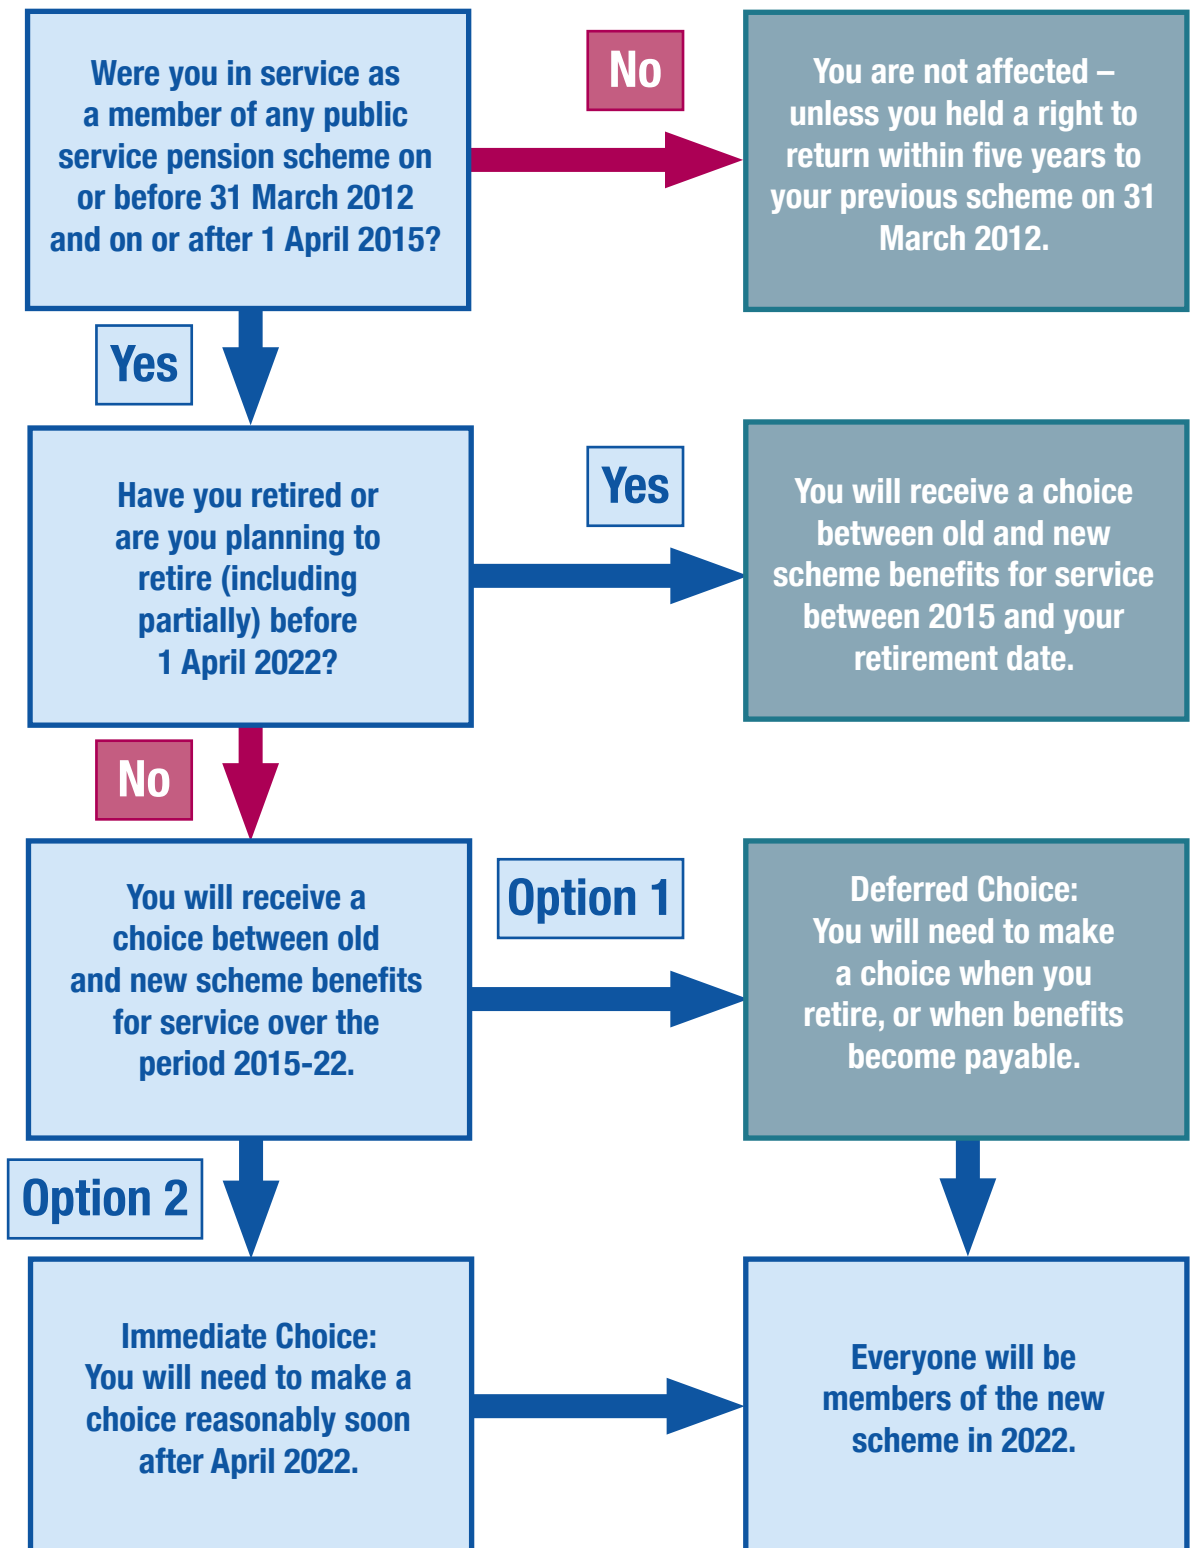 Were you in service as
a member of any public
service pension scheme on
or before 31 March 2012
and on or after 1 April 2015?
No
You are not affected –
unless you held a right to
return within five years to
your previous scheme on 31
March 2012.
Yes
Have you retired or
are you planning to
retire (including
partially) before
1 April 2022?
Yes
You will receive a choice
between old and new
scheme benefits for service
between 2015 and your
retirement date.
No
You will receive a
choice between old
and new scheme benefits
for service over the
period 2015-22.
Option 1
Deferred Choice:
You will need to make
a choice when you
retire, or when benefits
become payable.
Option 2
Immediate Choice:
You will need to make a
choice reasonably soon
after April 2022.
Everyone will be
members of the new
scheme in 2022.